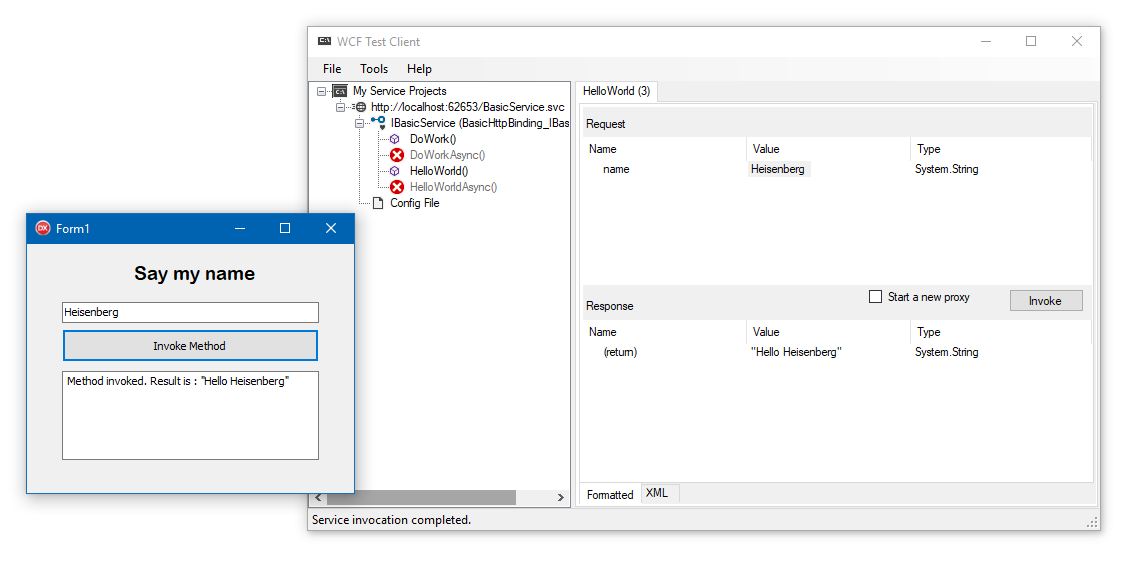 WCF Test Client
File Tools Help
My Service Projects
http://localhost:62653/BasicService.svc
IBasicService (BasicHttpBinding_IBas
DoWork()
DoWorkAsync()
HelloWorld()
HelloWorldAsync()
Config File
HelloWorld (3)
Request
Name Value Type
name Heisenberg System.String
Response Start a new proxy Invoke
Name Value Type
(return) "Hello Heisenberg" System.String
Formatted XML
Service invocation completed.
DX Form1
Say my name
Heisenberg
Invoke Method
Method invoked. Result is : "Hello Heisenberg"